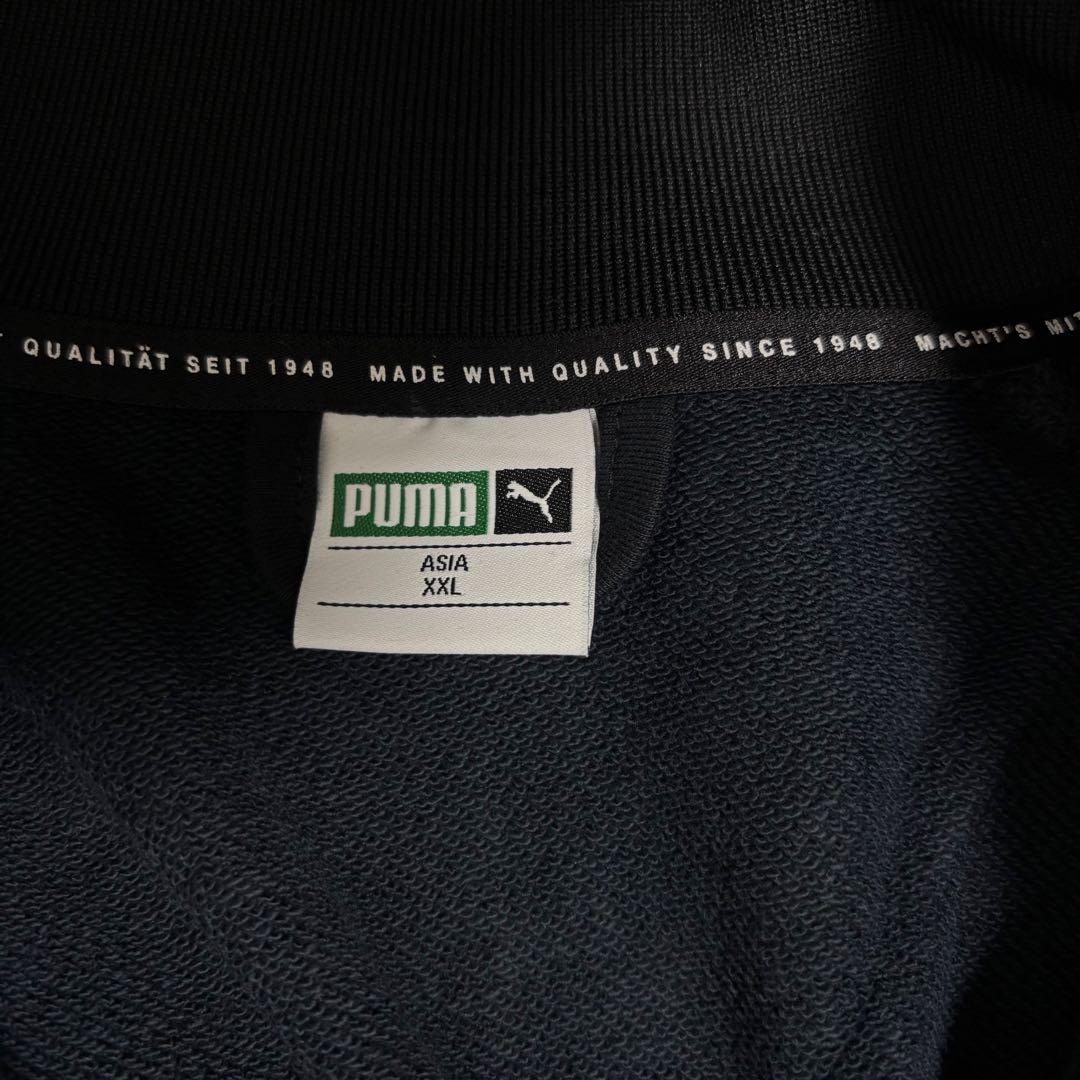 QUALITÄT SEIT 1948 MADE WITH QUALITY SINCE 1948 MACHT'S MIT
PUMA
ASIA
XXL